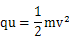 qu = 1/2 mv²